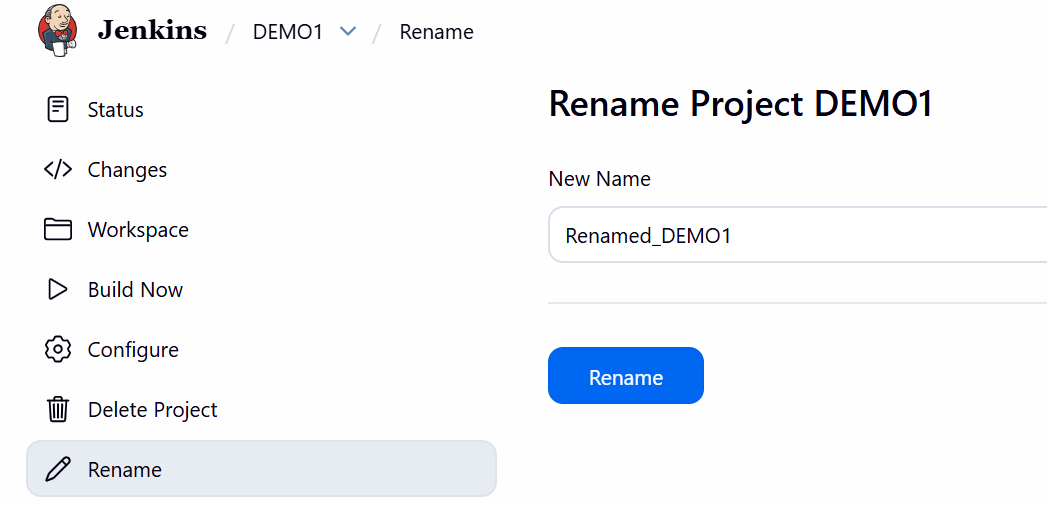 Jenkins / DEMO1 / Rename
Status
Changes
Workspace
Build Now
Configure
Delete Project
Rename
Rename Project DEMO1
New Name
Renamed_DEMO1
Rename